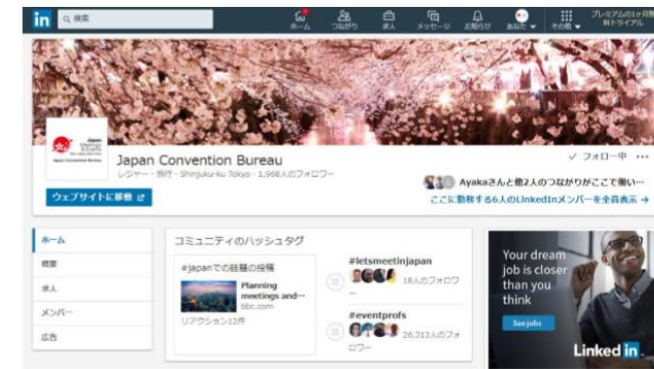 in
検索
ホーム
つながり
求人
メッセージ
お知らせ
あなた
その他
プレミアムの1ヶ月無
料トライアル
Japan
Meetings
& Events
Japan Convention Bureau
Japan Convention Bureau
レジャー・旅行・Shinjuku-ku Tokyo・1,968人のフォロワー
✓ フォロー中 …
Ayakaさんと他2人のつながりがここで働い…
ウェブサイトに移動
ここに勤務する6人のLinkedInメンバーを全員表示 →
ホーム
概要
求人
メンバー
広告
コミュニティのハッシュタグ
#japanでの話題の投稿
Planning
meetings and…
bbc.com
リアクション12件
#letsmeetinjapan
18人のフォロワ
ー
#eventprofs
26,313人のフォ
ロワー
Your dream
job is closer
than you
think
See jobs
Linked in